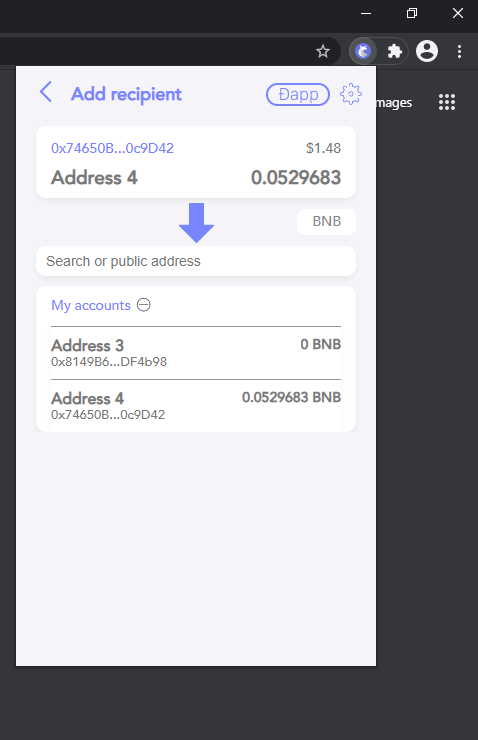 mages
Add recipient
Đapp
0x74650B...0c9D42
$1.48
Address 4
0.0529683
BNB
Search or public address
My accounts
Address 3
0 BNB
0x8149B6...DF4b98
Address 4
0.0529683 BNB
0x74650B...0c9D42